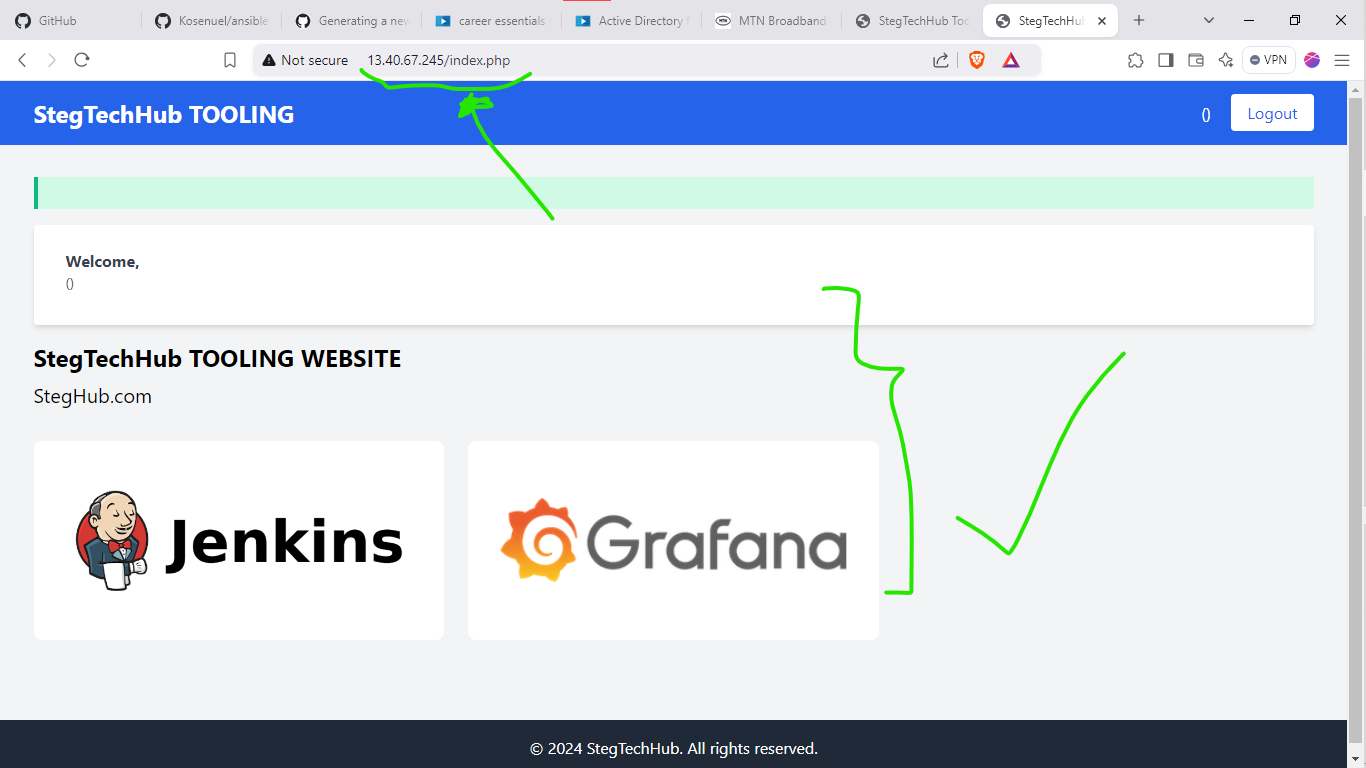 GitHub
Kosenuel/ansible
Generating a new
career essentials
Active Directory f
MTN Broadband
StegTechHub Too
StegTechHub
Not secure 13.40.67.245/index.php
VPN
StegTechHub TOOLING
() Logout
Welcome,
()
StegTechHub TOOLING WEBSITE
StegHub.com
Jenkins
Grafana
© 2024 StegTechHub. All rights reserved.